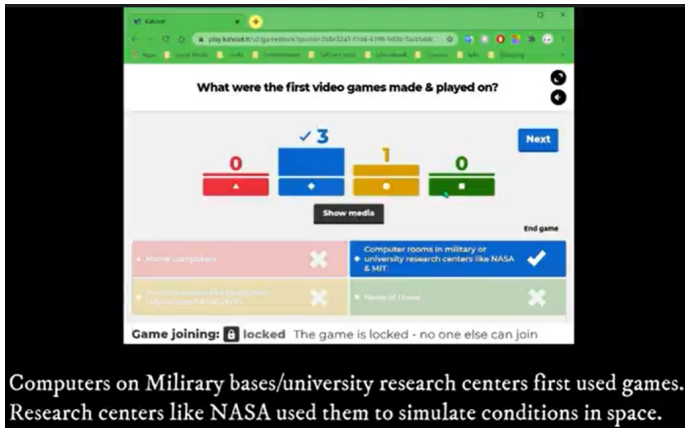 Kahoot!
What were the first video games made & played on?
0
3
1
0
Next
Show media
End game
Home computers
Computer rooms in military or
university research centers like NASA
& MIT
None of these
Game joining: locked The game is locked - no one else can join
Computers on Milirary bases/university research centers first used games.
Research centers like NASA used them to simulate conditions in space.